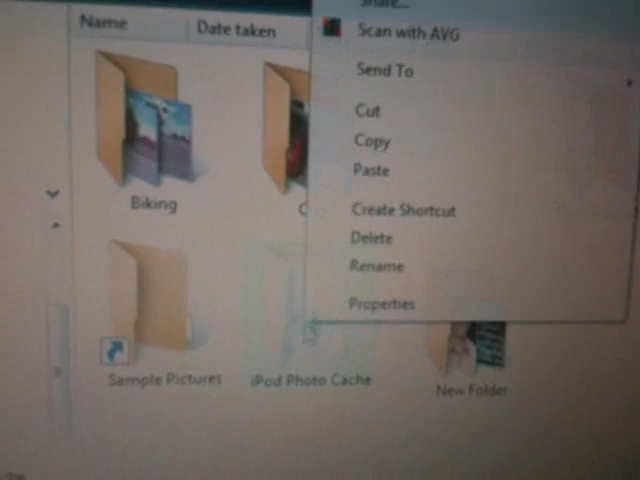 Name
Date taken
Share...
Scan with AVG
Send To
Cut
Copy
Paste
Create Shortcut
Delete
Rename
Properties
Biking
Sample Pictures
iPod Photo Cache
New Folder